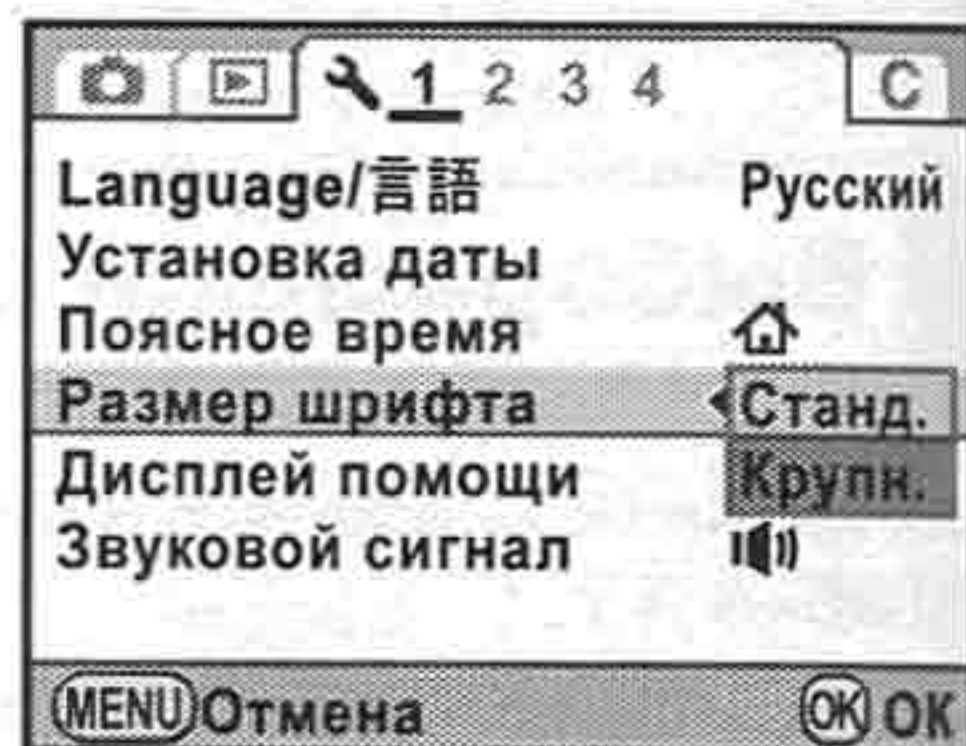 1 2 3 4 C
Language/言語 Русский
Установка даты
Поясное время
Размер шрифта Станд.
Дисплей помощи Крупн.
Звуковой сигнал
MENU Отмена OK OK